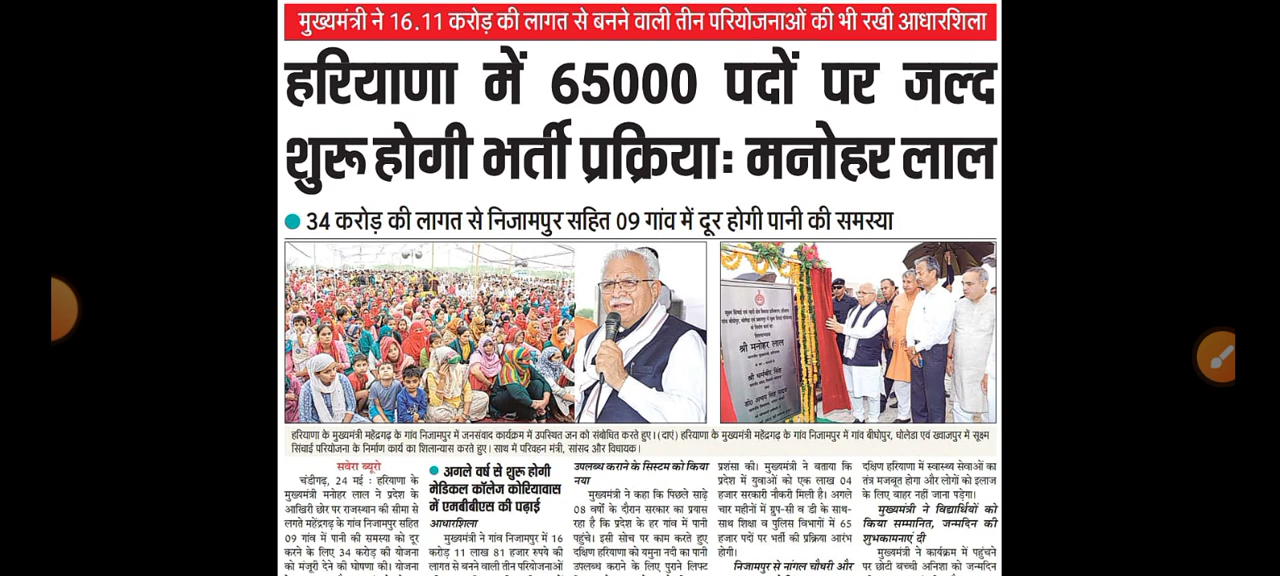 मुख्यमंत्री ने 16.11 करोड़ की लागत से बनने वाली तीन परियोजनाओं की भी रखी आधारशिला
हरियाणा में 65000 पदों पर जल्द
शुरू होगी भर्ती प्रक्रियाः मनोहर लाल
34 करोड़ की लागत से निजामपुर सहित 09 गांव में दूर होगी पानी की समस्या
श्री मनोहर लाल
श्री धर्मबीर सिंह
हरियाणा के मुख्यमंत्री महेंद्रगढ़ के गांव निजामपुर में जनसंवाद कार्यक्रम में उपस्थित जन को संबोधित करते हुए।(दाएं) हरियाणा के मुख्यमंत्री महेंद्रगढ़ के गांव निजामपुर में गांव बीघोपुर, धोलेडा एवं ख्वाजपुर में सूक्ष्म
सिंचाई परियोजना के निर्माण कार्य का शिलान्यास करते हुए। साथ में परिवहन मंत्री, सांसद और विधायक।
सवेरा ब्यूरो
चंडीगढ़, 24 मई : हरियाणा के
मुख्यमंत्री मनोहर लाल ने प्रदेश के
आखिरी छोर पर राजस्थान की सीमा से
लगते महेंद्रगढ़ के गांव निजामपुर सहित
09 गांव में पानी की समस्या को दूर
करने के लिए 34 करोड़ की योजना
को मंजूरी देने की घोषणा की। योजना
अगले वर्ष से शुरू होगी
मेडिकल कॉलेज कोरियावास
में एमबीबीएस की पढ़ाई
आधारशिला
मुख्यमंत्री ने गांव निजामपुर में 16
करोड़ 11 लाख 81 हजार रुपये की
लागत से बनने वाली तीन परियोजनाओं
उपलब्ध कराने के सिस्टम को किया
नया
मुख्यमंत्री ने कहा कि पिछले साढ़े
08 वर्षों के दौरान सरकार का प्रयास
रहा है कि प्रदेश के हर गांव में पानी
पहुंचे। इसी सोच पर काम करते हुए
दक्षिण हरियाणा को यमुना नदी का पानी
उपलब्ध कराने के लिए पुराने लिफ्ट
प्रशंसा की। मुख्यमंत्री ने बताया कि
प्रदेश में युवाओं को एक लाख 04
हजार सरकारी नौकरी मिली है। अगले
चार महीनों में ग्रुप-सी व डी के साथ-
साथ शिक्षा व पुलिस विभागों में 65
हजार पदों पर भर्ती की प्रक्रिया आरंभ
होगी।
निजामपुर से नांगल चौधरी और
दक्षिण हरियाणा में स्वास्थ्य सेवाओं का
तंत्र मजबूत होगा और लोगों को इलाज
के लिए बाहर नहीं जाना पड़ेगा।
मुख्यमंत्री ने विद्यार्थियों को
किया सम्मानित, जन्मदिन की
शुभकामनाएं दी
मुख्यमंत्री ने कार्यक्रम में पहुंचने
पर छोटी बच्ची अनिशा को जन्मदिन